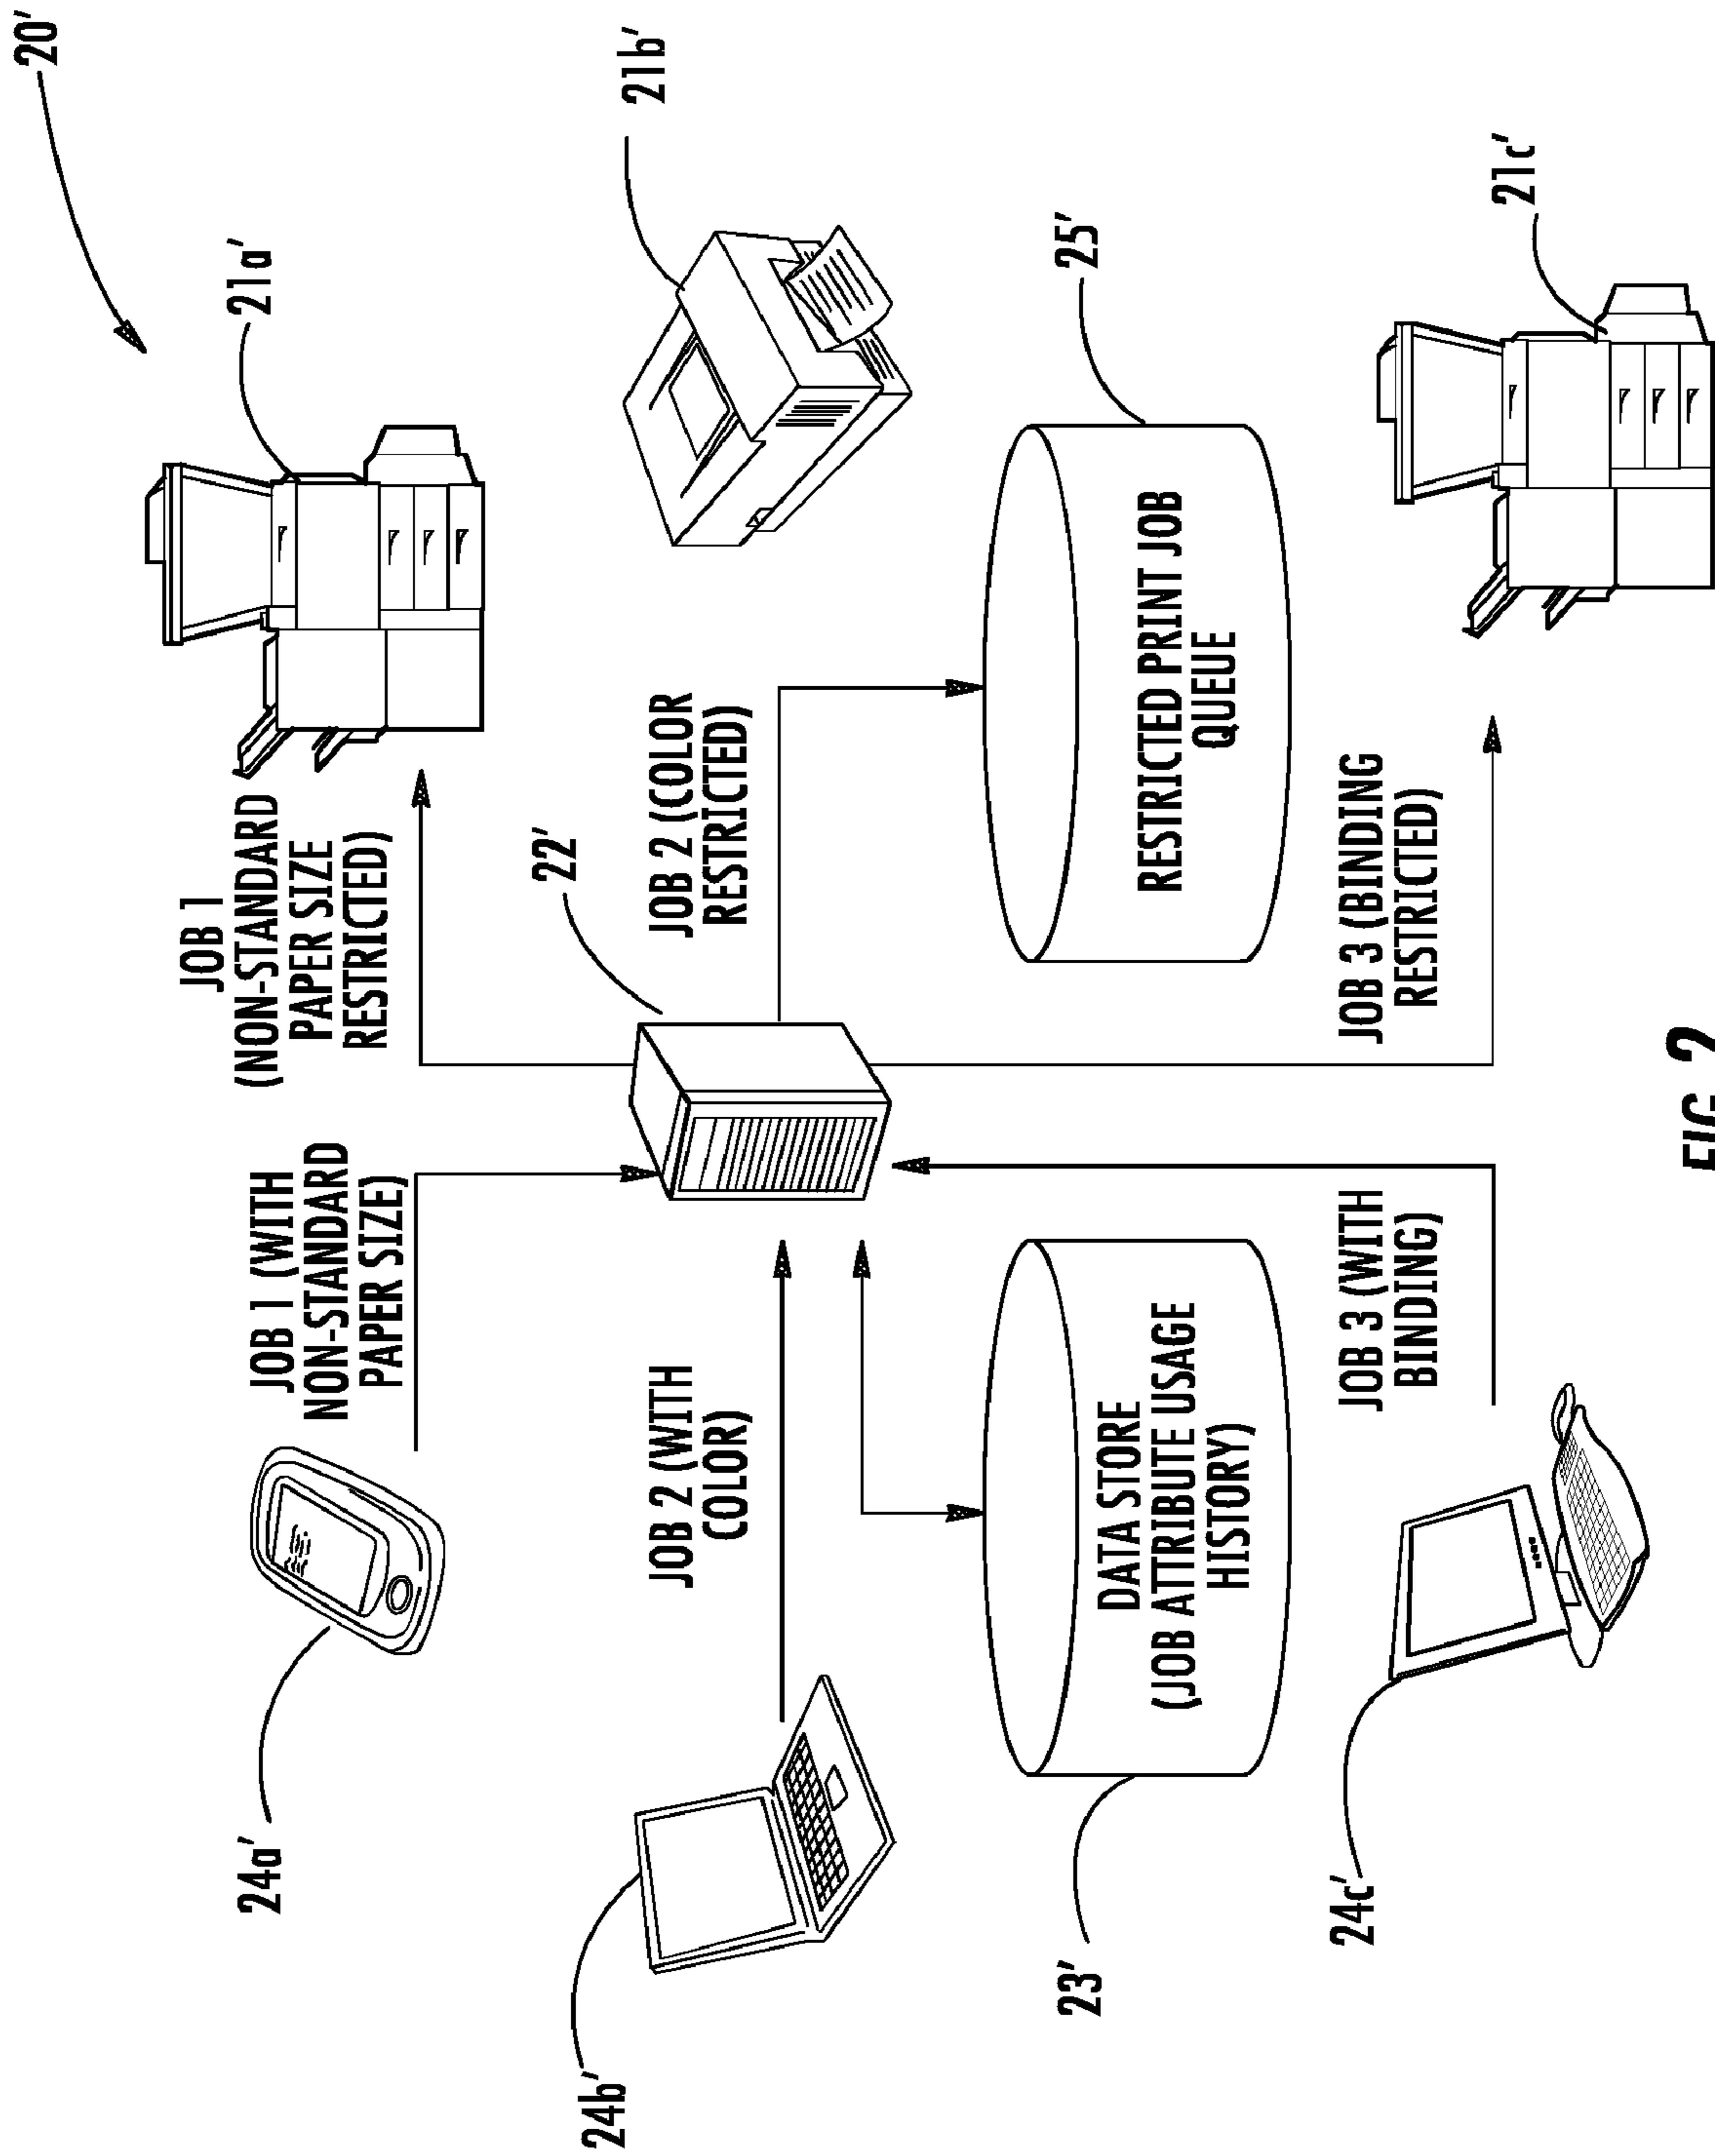 20'
JOB 1
(NON-STANDARD
PAPER SIZE
RESTRICTED)
21a'
JOB 1 (WITH
NON-STANDARD
PAPER SIZE)
24a'
21b'
22'
JOB 2 (COLOR
RESTRICTED)
JOB 2 (WITH
COLOR)
24b'
25'
RESTRICTED PRINT JOB
QUEUE
23'
DATA STORE
(JOB ATTRIBUTE USAGE
HISTORY)
21c'
JOB 3 (BINDING
RESTRICTED)
JOB 3 (WITH
BINDING)
24c'
FIG. 2